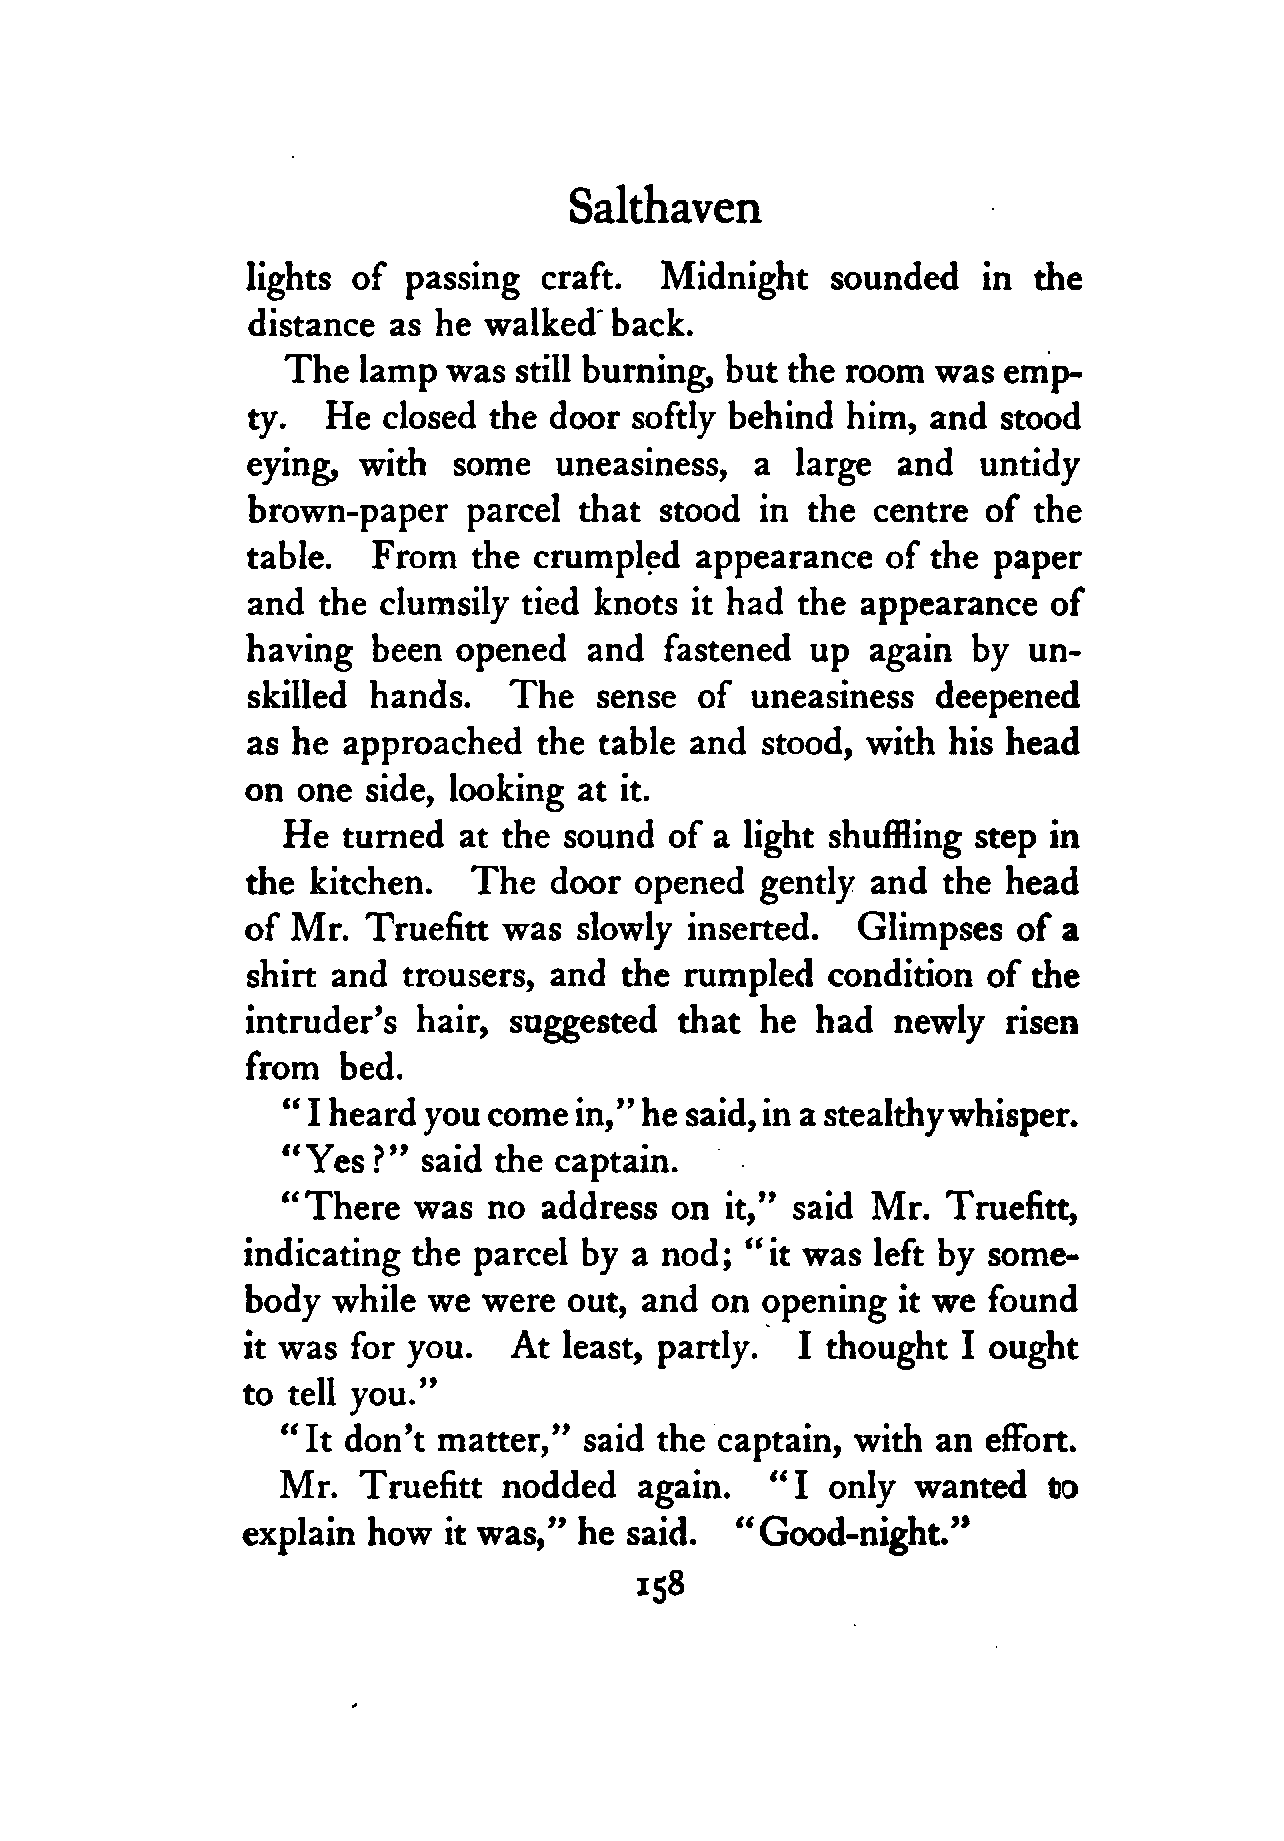 Salthaven
lights of passing craft. Midnight sounded in the
distance as he walked back.
The lamp was still burning, but the room was emp-
ty. He closed the door softly behind him, and stood
eying, with some uneasiness, a large and untidy
brown-paper parcel that stood in the centre of the
table. From the crumpled appearance of the paper
and the clumsily tied knots it had the appearance of
having been opened and fastened up again by un-
skilled hands. The sense of uneasiness deepened
as he approached the table and stood, with his head
on one side, looking at it.
He turned at the sound of a light shuffling step in
the kitchen. The door opened gently and the head
of Mr. Truefitt was slowly inserted. Glimpses of a
shirt and trousers, and the rumpled condition of the
intruder's hair, suggested that he had newly risen
from bed.
"I heard you come in," he said, in a stealthy whisper.
"Yes?" said the captain.
"There was no address on it," said Mr. Truefitt,
indicating the parcel by a nod; "it was left by some-
body while we were out, and on opening it we found
it was for you. At least, partly. I thought I ought
to tell you."
"It don't matter," said the captain, with an effort.
Mr. Truefitt nodded again. "I only wanted to
explain how it was," he said. "Good-night."
158